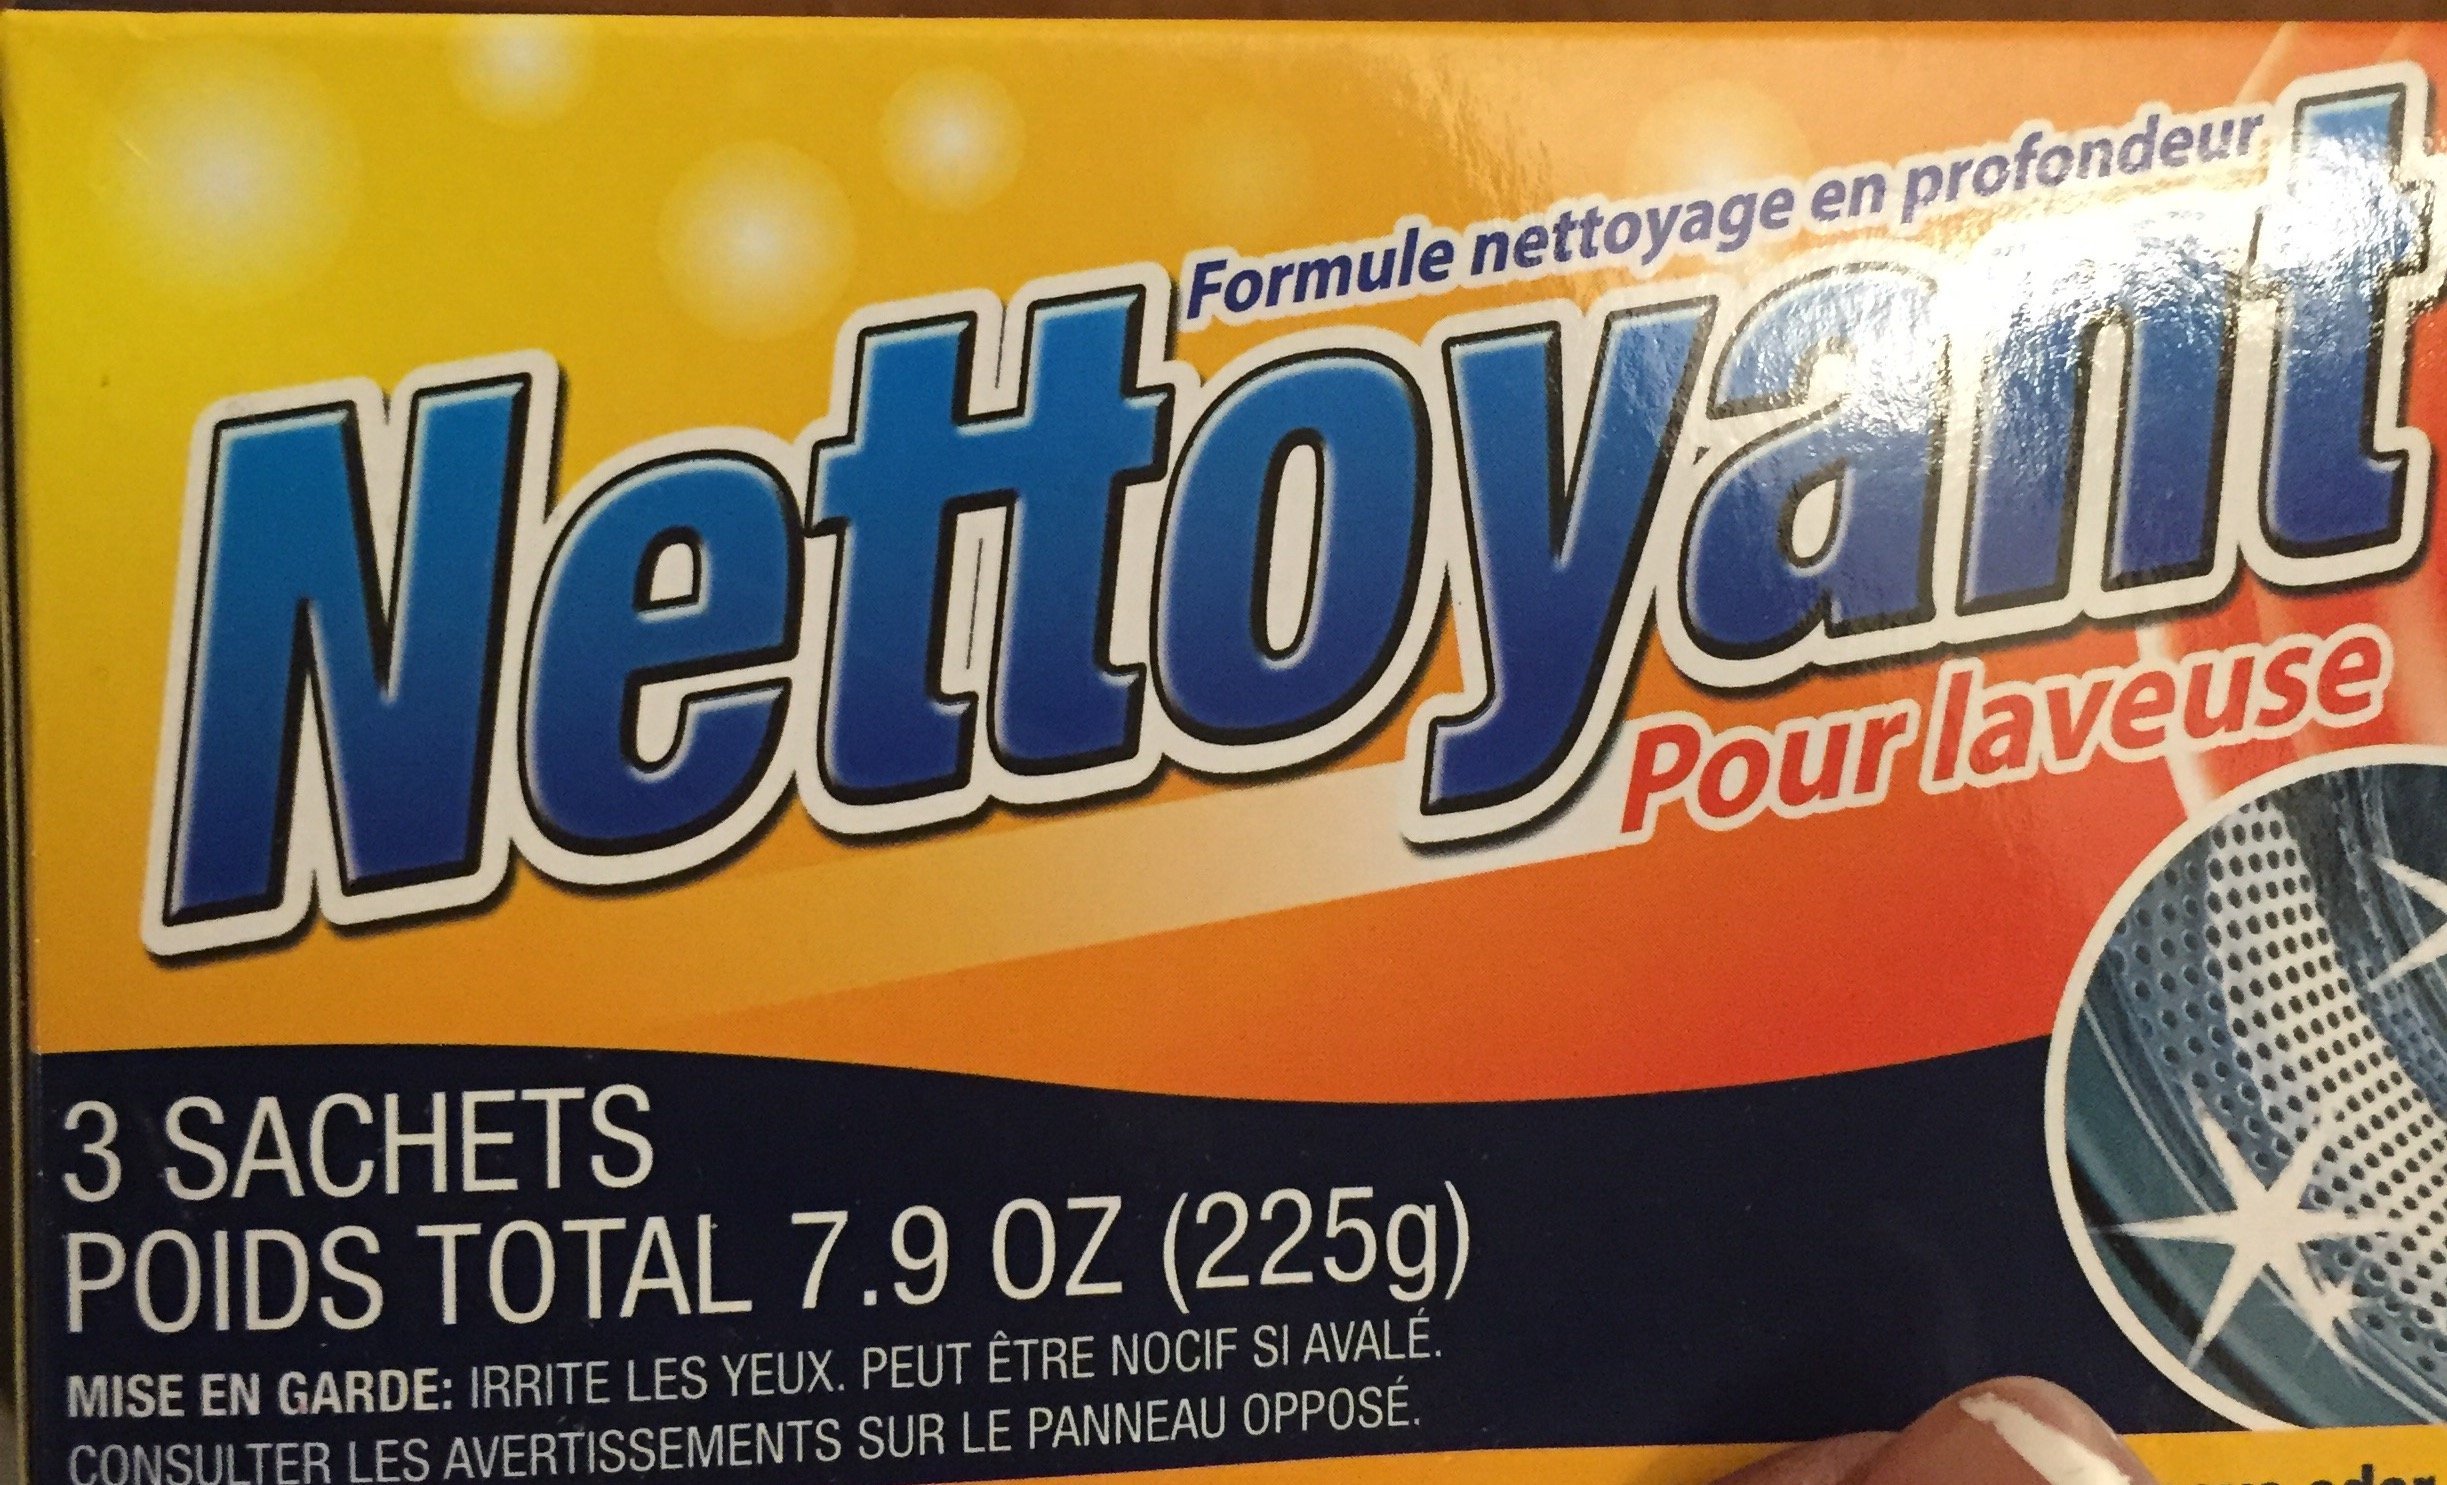 Formule nettoyage en profondeur
Nettoyant
Pour laveuse
3 SACHETS
POIDS TOTAL 7.9 OZ (225g)
MISE EN GARDE: IRRITE LES YEUX. PEUT ÊTRE NOCIF SI AVALÉ.
CONSULTER LES AVERTISSEMENTS SUR LE PANNEAU OPPOSÉ.